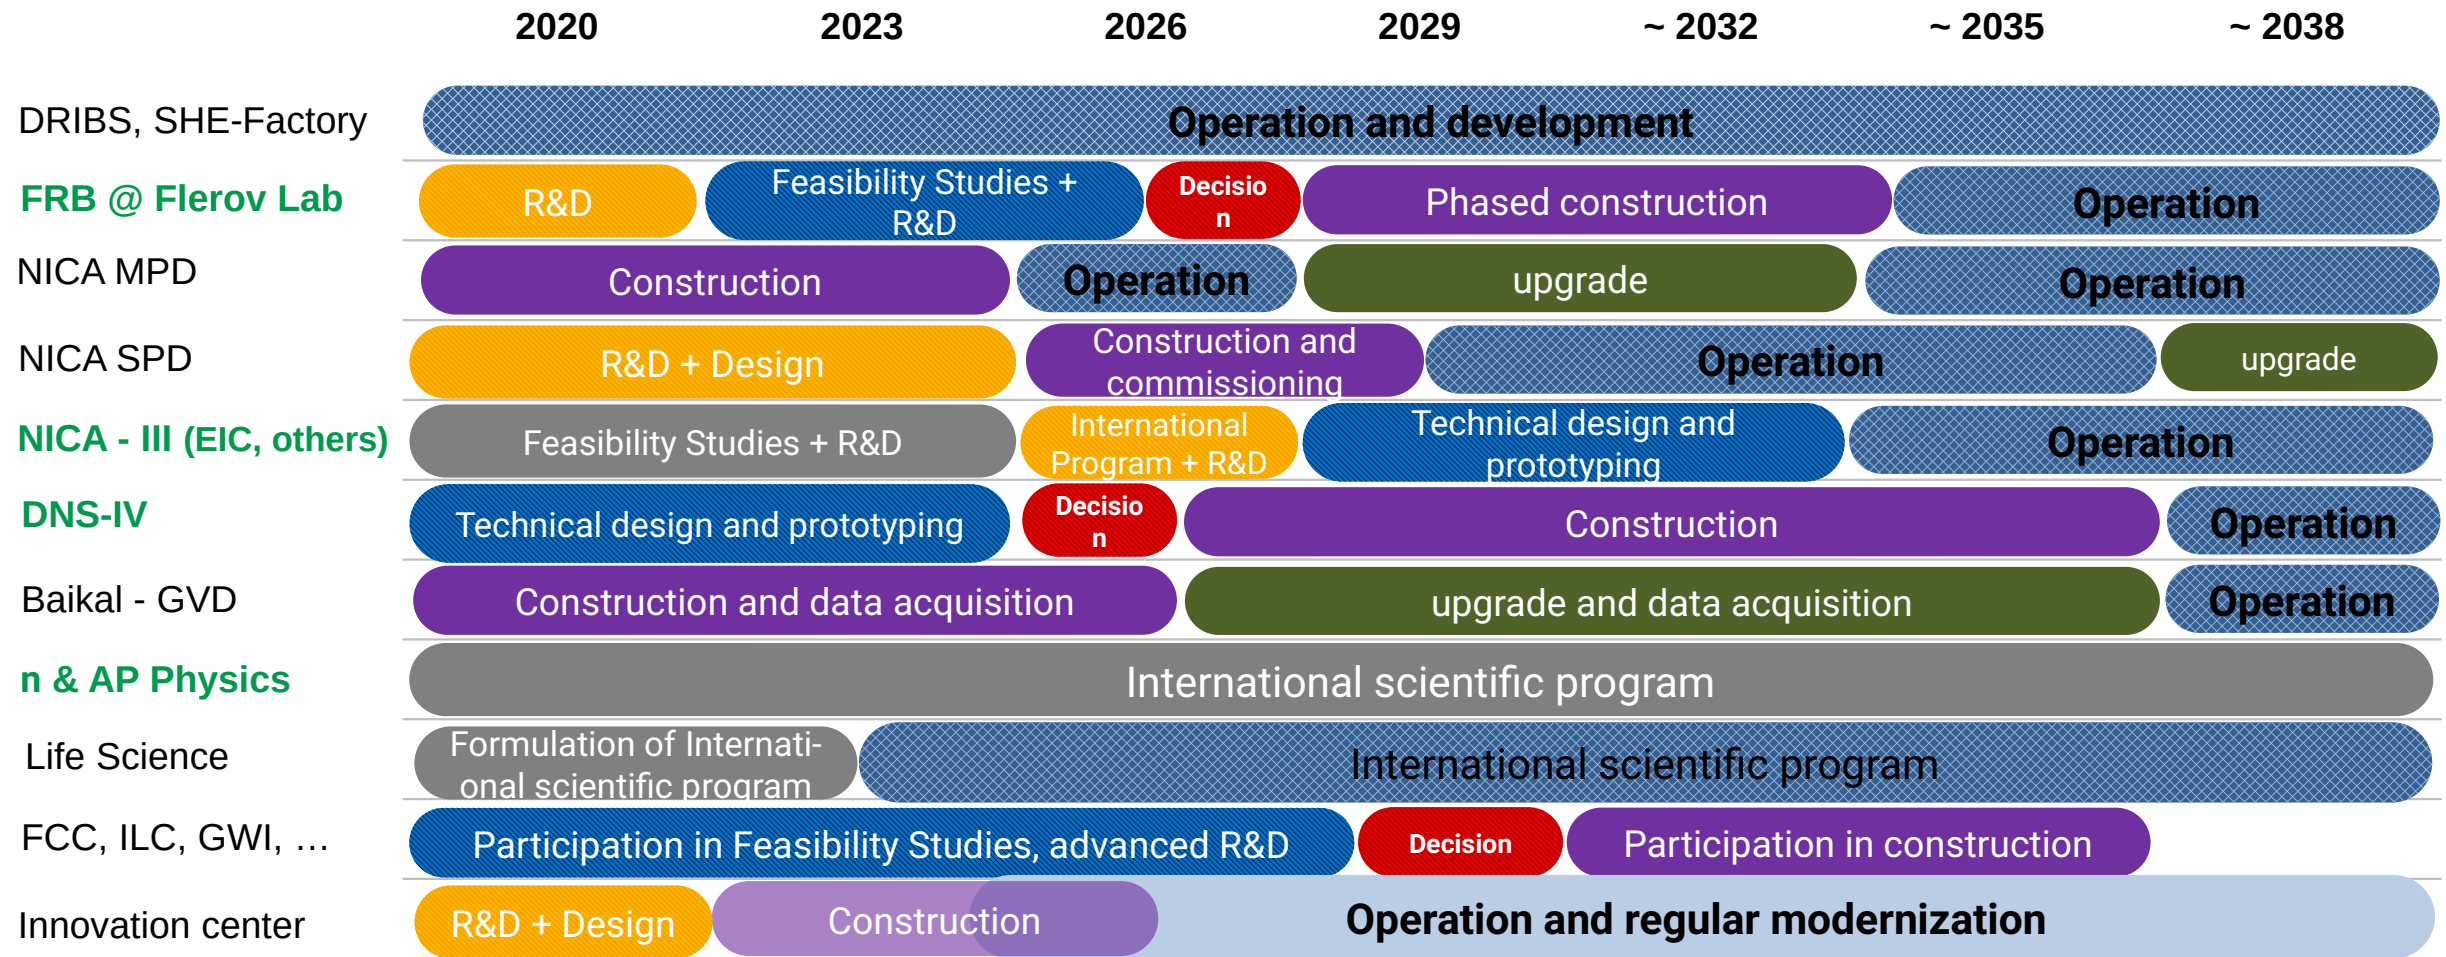 2020 2023 2026 2029 ~ 2032 ~ 2035 ~ 2038
DRIBS, SHE-Factory
Operation and development
FRB @ Flerov Lab
R&D
Feasibility Studies +
R&D
Decisio
n
Phased construction
Operation
NICA MPD
Construction
Operation
upgrade
Operation
NICA SPD
R&D + Design
Construction and
commissioning
Operation
upgrade
NICA - III (EIC, others)
Feasibility Studies + R&D
International
Program + R&D
Technical design and
prototyping
Operation
DNS-IV
Technical design and prototyping
Decisio
n
Construction
Operation
Baikal - GVD
Construction and data acquisition
upgrade and data acquisition
Operation
n & AP Physics
International scientific program
Life Science
Formulation of Internati-
onal scientific program
International scientific program
FCC, ILC, GWI, …
Participation in Feasibility Studies, advanced R&D
Decision
Participation in construction
Innovation center
R&D + Design
Construction
Operation and regular modernization